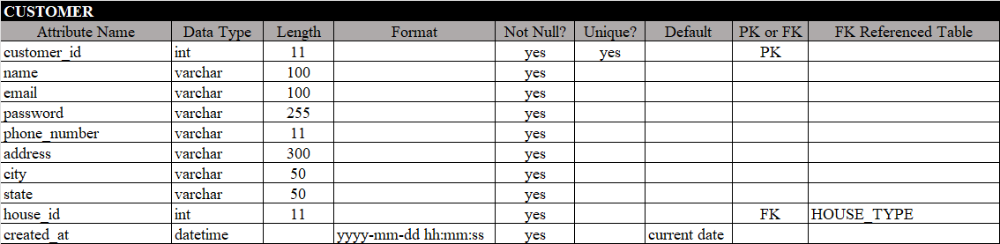 CUSTOMER
Attribute Name Data Type Length Format Not Null? Unique? Default PK or FK FK Referenced Table
customer_id int 11 yes yes PK
name varchar 100 yes
email varchar 100 yes
password varchar 255 yes
phone_number varchar 11 yes
address varchar 300 yes
city varchar 50 yes
state varchar 50 yes
house_id int 11 yes FK HOUSE_TYPE
created_at datetime yyyy-mm-dd hh:mm:ss yes current date